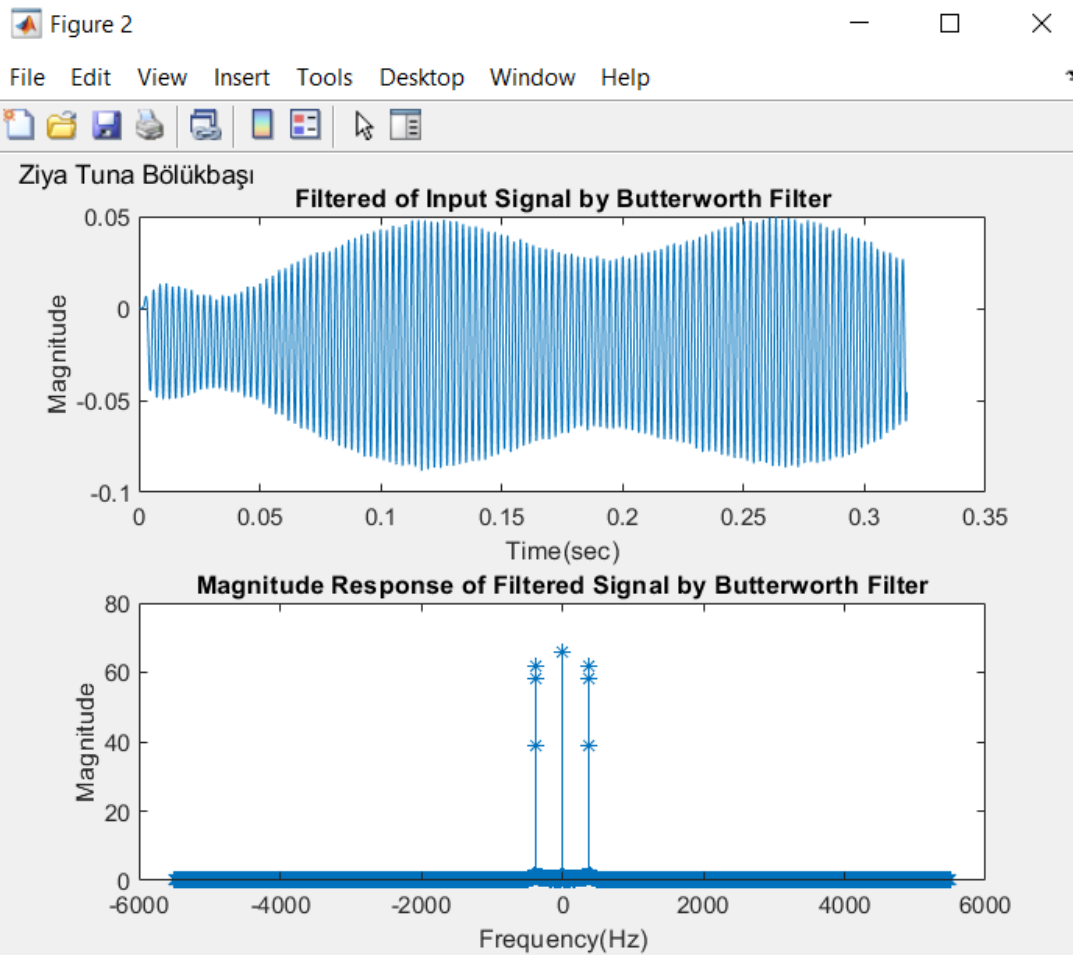 Figure 2
File Edit View Insert Tools Desktop Window Help
Ziya Tuna Bölükbaşı
Filtered of Input Signal by Butterworth Filter
0.05
0
-0.05
-0.1
Magnitude
0 0.05 0.1 0.15 0.2 0.25 0.3 0.35
Time(sec)
Magnitude Response of Filtered Signal by Butterworth Filter
80
60
40
20
0
Magnitude
-6000 -4000 -2000 0 2000 4000 6000
Frequency(Hz)